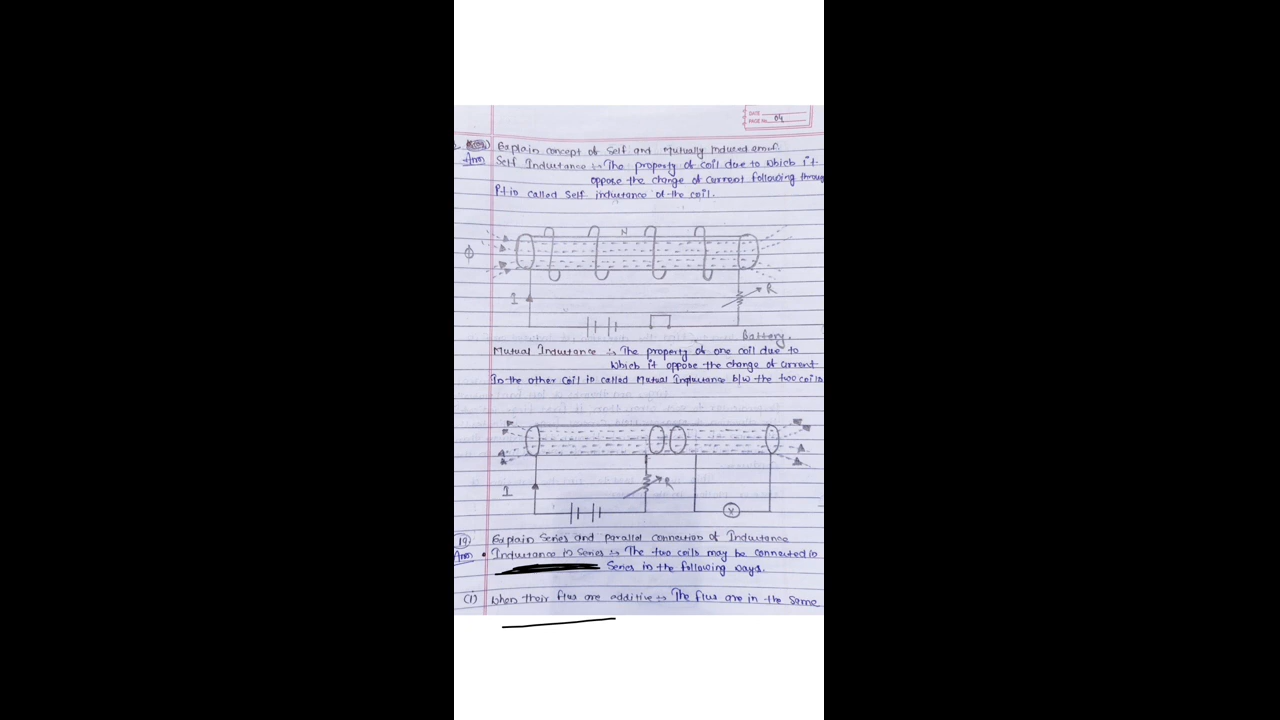 DATE
PAGE No. 04
Explain concept of Self and Mutually Induced emf.
Ans Self Inductance :- The property of coil due to which it
oppose the change of current following through
It is called Self inductance of the coil.
N
Φ
I
R
Battery.
Mutual Inductance :- The property of one coil due to
which it oppose the change of current
In the other coil is called Mutual Inductance b/w the two coils
I
R
V
19) Explain Series and parallel connection of Inductance
Ans • Inductance in Series :- The two coils may be connected in
Series in the following ways.
(i) When their flux are additive :- The flux are in the same